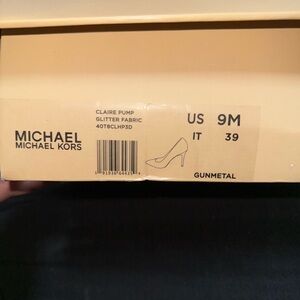 CLAIRE PUMP
GLITTER FABRIC
40T8CLHP3D
US 9M
IT 39
MICHAEL
MICHAEL KORS
GUNMETAL